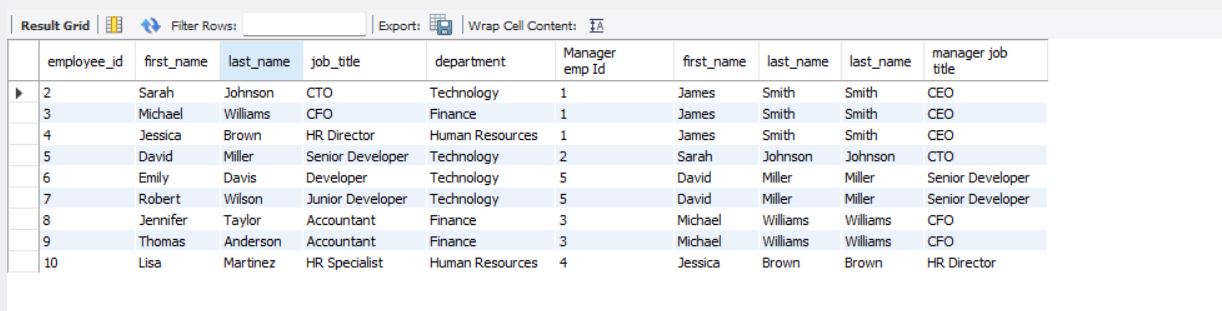 Result Grid Filter Rows: Export: Wrap Cell Content: IA
employee_id first_name last_name job_title department Manager emp Id first_name last_name last_name manager job title
2 Sarah Johnson CTO Technology 1 James Smith Smith CEO
3 Michael Williams CFO Finance 1 James Smith Smith CEO
4 Jessica Brown HR Director Human Resources 1 James Smith Smith CEO
5 David Miller Senior Developer Technology 2 Sarah Johnson Johnson CTO
6 Emily Davis Developer Technology 5 David Miller Miller Senior Developer
7 Robert Wilson Junior Developer Technology 5 David Miller Miller Senior Developer
8 Jennifer Taylor Accountant Finance 3 Michael Williams Williams CFO
9 Thomas Anderson Accountant Finance 3 Michael Williams Williams CFO
10 Lisa Martinez HR Specialist Human Resources 4 Jessica Brown Brown HR Director